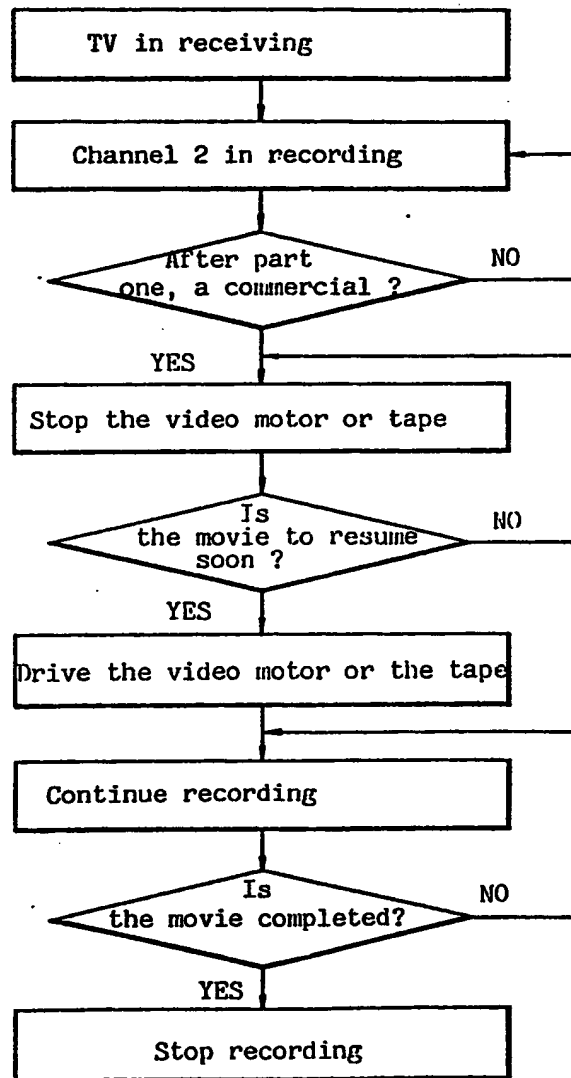 TV in receiving
Channel 2 in recording
After part
one, a commercial ?
NO
YES
Stop the video motor or tape
Is
the movie to resume
soon ?
NO
YES
Drive the video motor or the tape
Continue recording
Is
the movie completed?
NO
YES
Stop recording